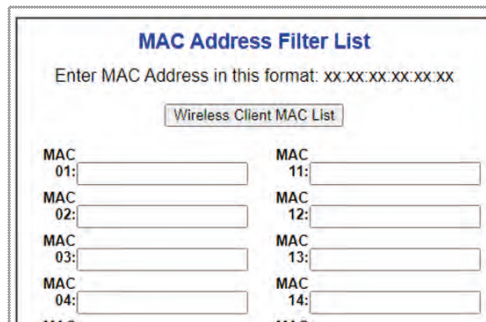 MAC Address Filter List
Enter MAC Address in this format: xx:xx:xx:xx:xx:xx
Wireless Client MAC List
MAC 01:
MAC 11:
MAC 02:
MAC 12:
MAC 03:
MAC 13:
MAC 04:
MAC 14: